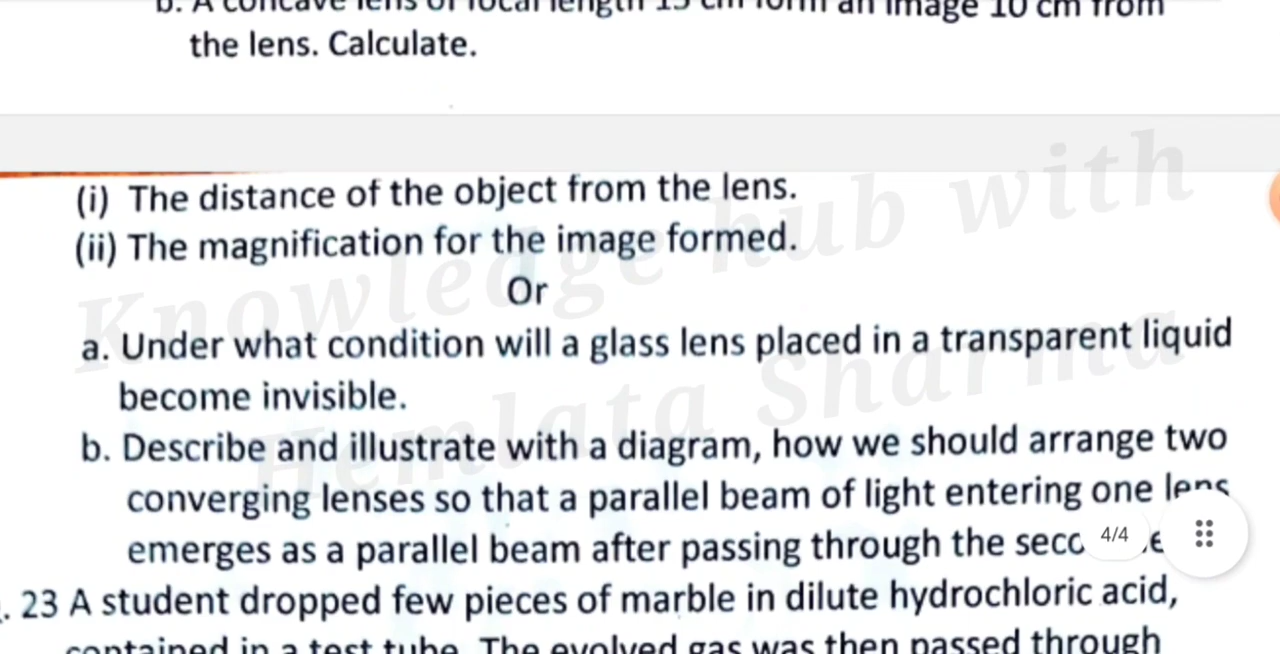 b. A concave lens of focal length 15 cm form an image 10 cm from
the lens. Calculate.
(i) The distance of the object from the lens.
(ii) The magnification for the image formed.
Or
a. Under what condition will a glass lens placed in a transparent liquid
become invisible.
b. Describe and illustrate with a diagram, how we should arrange two
converging lenses so that a parallel beam of light entering one lens
emerges as a parallel beam after passing through the
4/4
. 23 A student dropped few pieces of marble in dilute hydrochloric acid,
contained in a test tube. The evolved gas was then passed through
Knowledge hub with
Hemlata Sharma